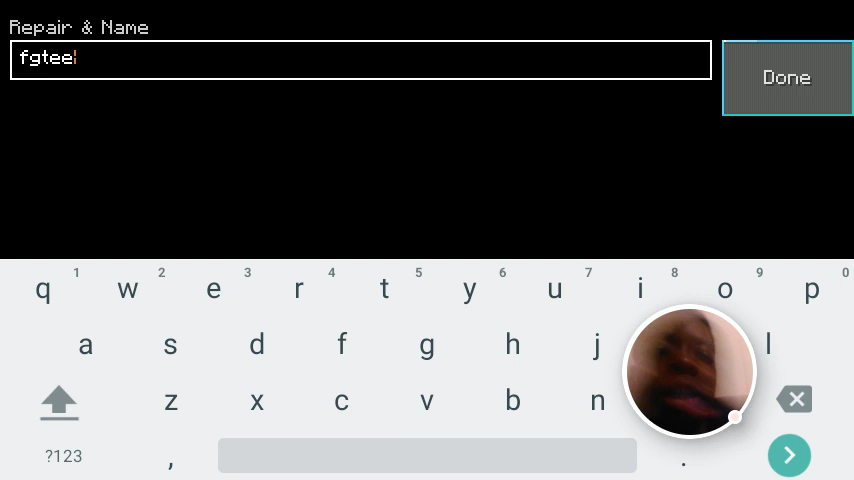 Repair & Name
fgtee
Done
q 1 w 2 e 3 r 4 t 5 y 6 u 7 i 8 o 9 p 0
a s d f g h j l
z x c v b n
?123 , .